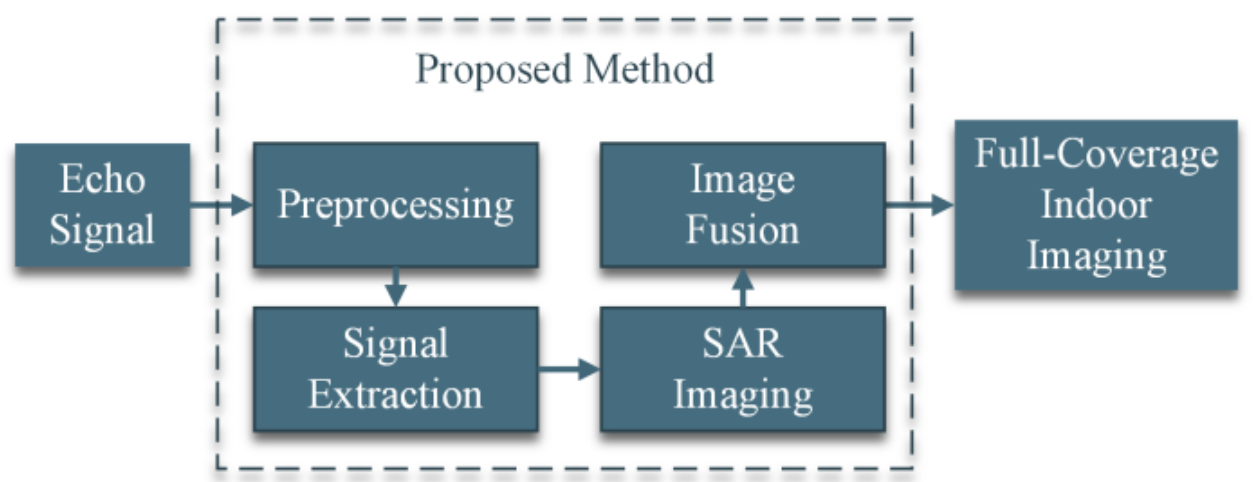 Proposed Method
Echo
Signal
Preprocessing
Signal
Extraction
SAR
Imaging
Image
Fusion
Full-Coverage
Indoor
Imaging